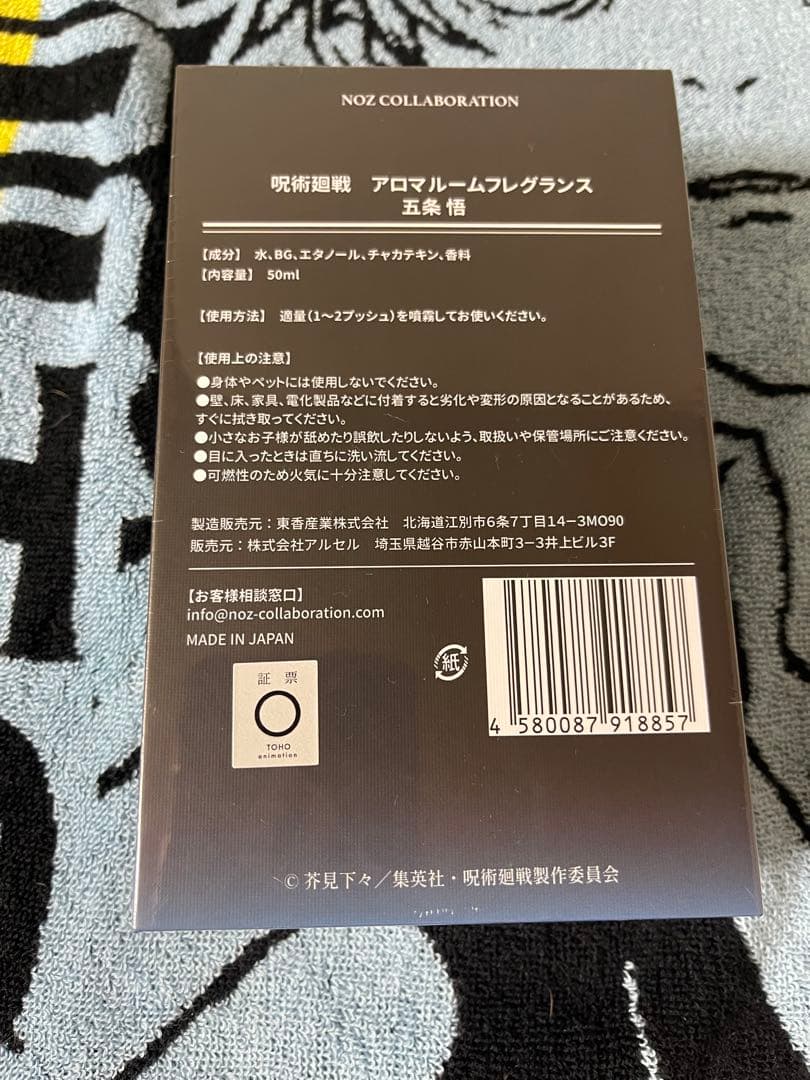 NOZ COLLABORATION
呪術廻戦　アロマルームフレグランス
五条 悟
【成分】　水、BG、エタノール、チャカテキン、香料
【内容量】　50ml
【使用方法】　適量（1〜2プッシュ）を噴霧してお使いください。
【使用上の注意】
●身体やペットには使用しないでください。
●壁、床、家具、電化製品などに付着すると劣化や変形の原因となることがあるため、
すぐに拭き取ってください。
●小さなお子様が舐めたり誤飲したりしないよう、取扱いや保管場所にご注意ください。
●目に入ったときは直ちに洗い流してください。
●可燃性のため火気に十分注意してください。
製造販売元：東香産業株式会社　北海道江別市6条7丁目14−3MO90
販売元：株式会社アルセル　埼玉県越谷市赤山本町3−3井上ビル3F
【お客様相談窓口】
info@noz-collaboration.com
MADE IN JAPAN
紙
証 票
TOHO
animation
4 580087 918857
© 芥見下々／集英社・呪術廻戦製作委員会